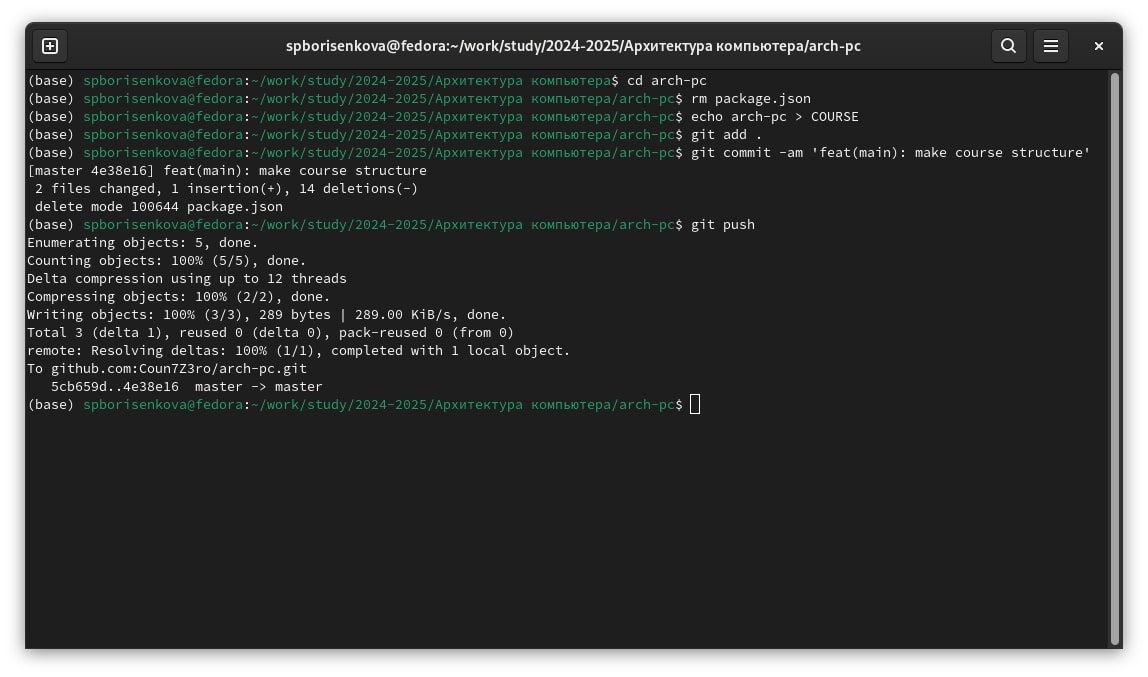 spborisenkova@fedora:~/work/study/2024-2025/Архитектура компьютера/arch-pc
(base) spborisenkova@fedora:~/work/study/2024-2025/Архитектура компьютера$ cd arch-pc
(base) spborisenkova@fedora:~/work/study/2024-2025/Архитектура компьютера/arch-pc$ rm package.json
(base) spborisenkova@fedora:~/work/study/2024-2025/Архитектура компьютера/arch-pc$ echo arch-pc > COURSE
(base) spborisenkova@fedora:~/work/study/2024-2025/Архитектура компьютера/arch-pc$ git add .
(base) spborisenkova@fedora:~/work/study/2024-2025/Архитектура компьютера/arch-pc$ git commit -am 'feat(main): make course structure'
[master 4e38e16] feat(main): make course structure
 2 files changed, 1 insertion(+), 14 deletions(-)
 delete mode 100644 package.json
(base) spborisenkova@fedora:~/work/study/2024-2025/Архитектура компьютера/arch-pc$ git push
Enumerating objects: 5, done.
Counting objects: 100% (5/5), done.
Delta compression using up to 12 threads
Compressing objects: 100% (2/2), done.
Writing objects: 100% (3/3), 289 bytes | 289.00 KiB/s, done.
Total 3 (delta 1), reused 0 (delta 0), pack-reused 0 (from 0)
remote: Resolving deltas: 100% (1/1), completed with 1 local object.
To github.com:Coun7Z3ro/arch-pc.git
   5cb659d..4e38e16  master -> master
(base) spborisenkova@fedora:~/work/study/2024-2025/Архитектура компьютера/arch-pc$